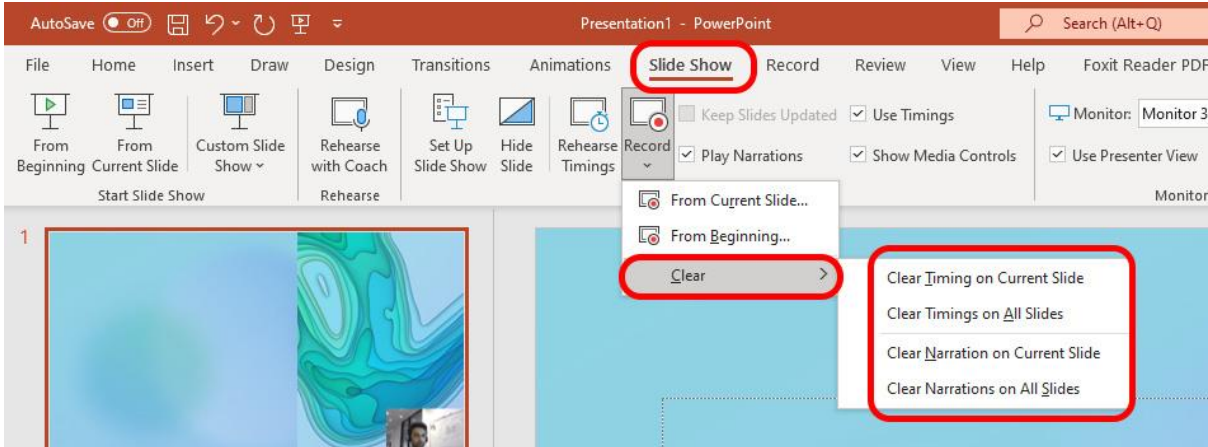 AutoSave Off Presentation1 - PowerPoint Search (Alt+Q)
File Home Insert Draw Design Transitions Animations Slide Show Record Review View Help Foxit Reader PDF
From Beginning
From Current Slide
Custom Slide Show
Rehearse with Coach
Set Up Slide Show
Hide Slide
Rehearse Timings
Record
Keep Slides Updated
Play Narrations
Use Timings
Show Media Controls
Monitor: Monitor 3
Use Presenter View
Start Slide Show Rehearse Monitor
From Current Slide...
From Beginning...
Clear
Clear Timing on Current Slide
Clear Timings on All Slides
Clear Narration on Current Slide
Clear Narrations on All Slides
1